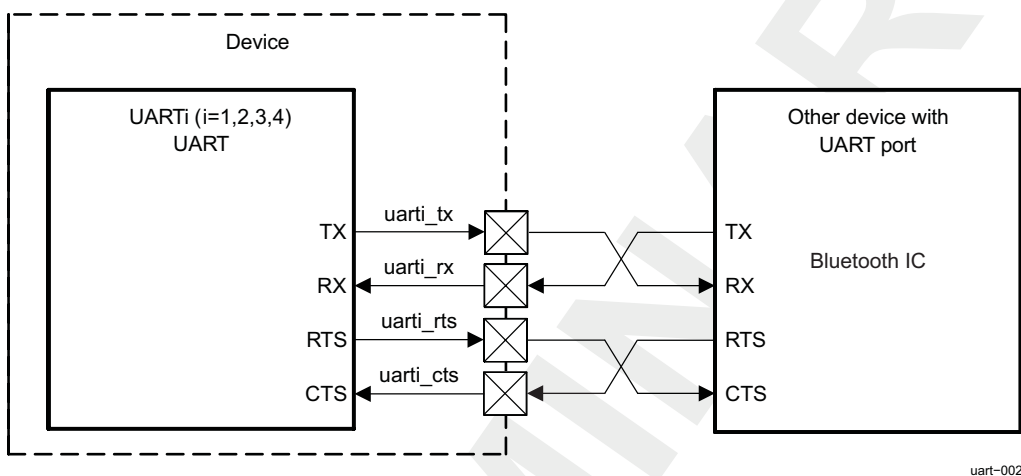 Device
UARTi (i=1,2,3,4)
UART
Other device with
UART port
TX
uarti_tx
TX
RX
uarti_rx
RX
Bluetooth IC
RTS
uarti_rts
RTS
CTS
uarti_cts
CTS
uart-002